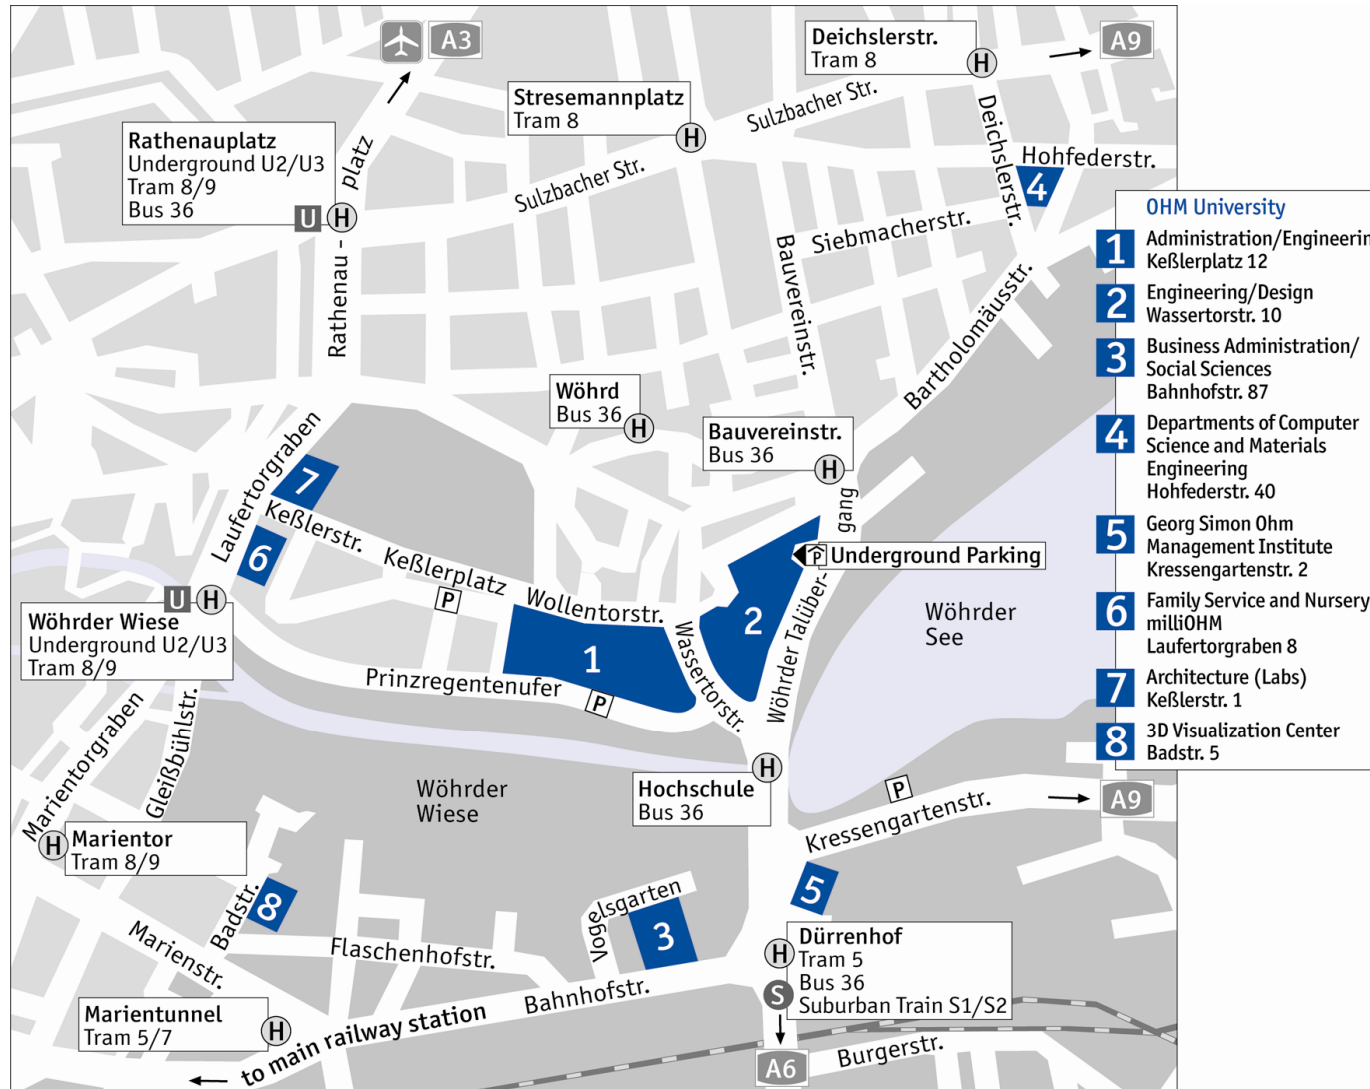 A3
Deichslerstr.
Tram 8
H
A9
Stresemannplatz
Tram 8
H
Sulzbacher Str.
Deichslerstr.
Rathenauplatz
Underground U2/U3
Tram 8/9
Bus 36
U
H
Rathenau - platz
Sulzbacher Str.
Hohfederstr.
4
Siebmacherstr.
Bauvereinstr.
Bartholomäusstr.
OHM University
1
Administration/Engineerin
Keßlerplatz 12
2
Engineering/Design
Wassertorstr. 10
3
Business Administration/
Social Sciences
Bahnhofstr. 87
4
Departments of Computer
Science and Materials
Engineering
Hohfederstr. 40
5
Georg Simon Ohm
Management Institute
Kressengartenstr. 2
6
Family Service and Nursery
milliOHM
Laufertorgraben 8
7
Architecture (Labs)
Keßlerstr. 1
8
3D Visualization Center
Badstr. 5
Wöhrd
Bus 36
H
Bauvereinstr.
Bus 36
H
Laufertorgraben
7
Keßlerstr.
6
Keßlerplatz
P
Wollentorstr.
1
Wassertorstr.
2
P
Underground Parking
Wöhrder Talüber-
gang
Wöhrder
See
U
H
Wöhrder Wiese
Underground U2/U3
Tram 8/9
Prinzregentenufer
P
Marientorgraben
Gleißbühlstr.
Wöhrder
Wiese
H
Hochschule
Bus 36
P
Kressengartenstr.
A9
H
Marientor
Tram 8/9
5
8
Badstr.
Marienstr.
Flaschenhofstr.
Vogelsgarten
3
Bahnhofstr.
H
S
Dürrenhof
Tram 5
Bus 36
Suburban Train S1/S2
Marientunnel
Tram 5/7
H
to main railway station
A6
Burgerstr.